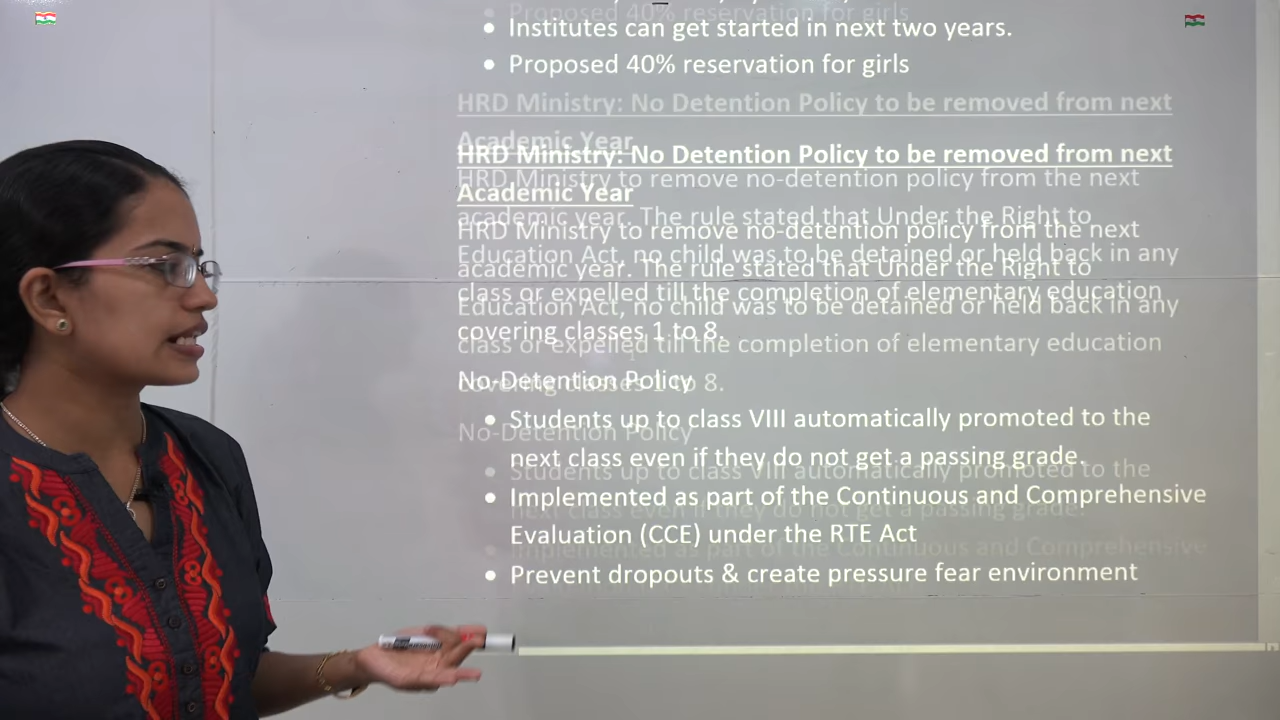 Institutes can get started in next two years.
Proposed 40% reservation for girls
HRD Ministry: No Detention Policy to be removed from next
Academic Year
HRD Ministry to remove no-detention policy from the next
academic year. The rule stated that Under the Right to
Education Act, no child was to be detained or held back in any
class or expelled till the completion of elementary education
covering classes 1 to 8.
No-Detention Policy
Students up to class VIII automatically promoted to the
next class even if they do not get a passing grade.
Implemented as part of the Continuous and Comprehensive
Evaluation (CCE) under the RTE Act
Prevent dropouts & create pressure fear environment